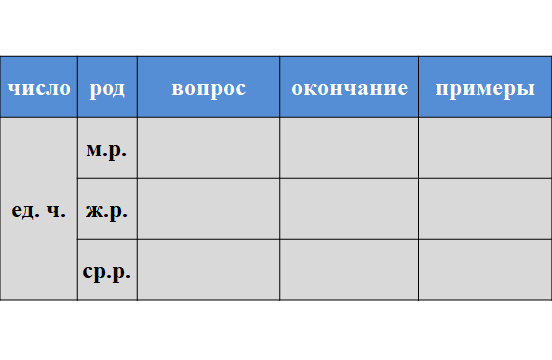 число род вопрос окончание примеры
м.р.
ед. ч. ж.р.
ср.р.